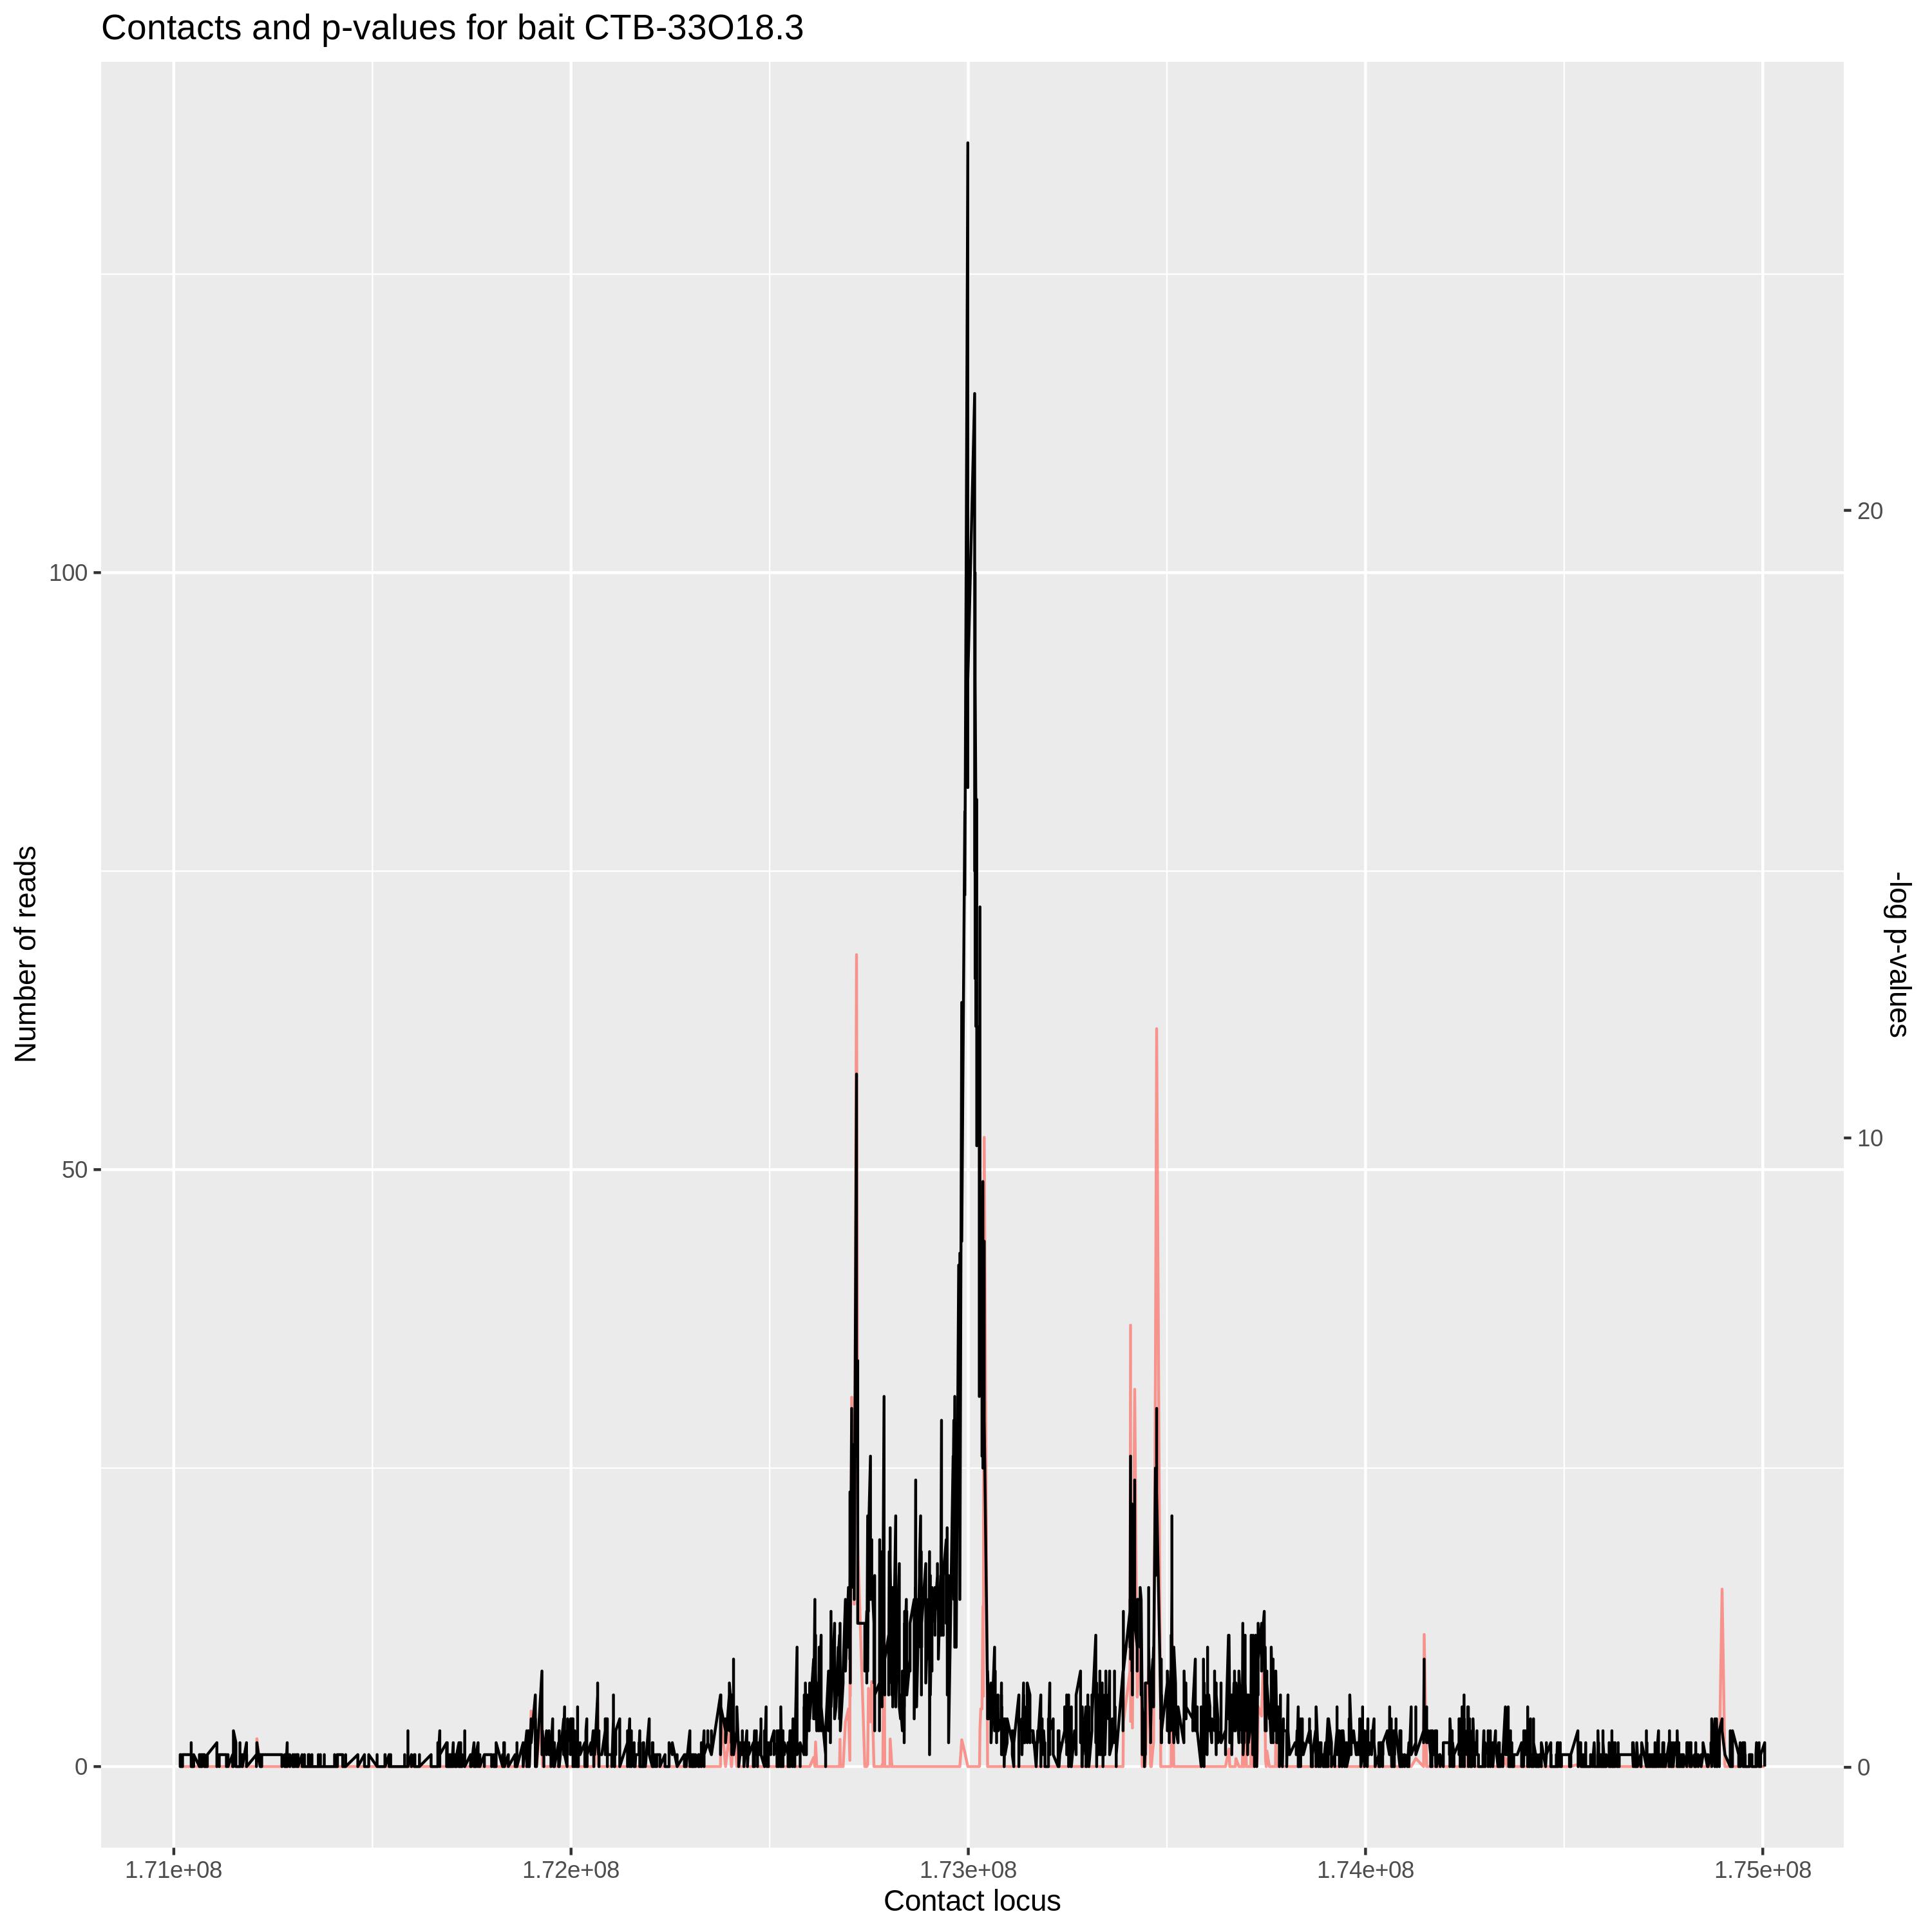 Contacts and p-values for bait CTB-33O18.3
Number of reads
100
50
0
20
10
0
-log p-values
1.71e+08
1.72e+08
1.73e+08
1.74e+08
1.75e+08
Contact locus